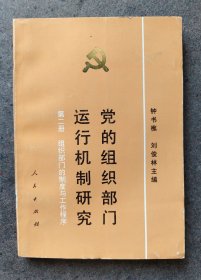 钟书樵 刘俊林主编
党的组织部门
运行机制研究
第二册 组织部门的制度与工作程序
人民出版社